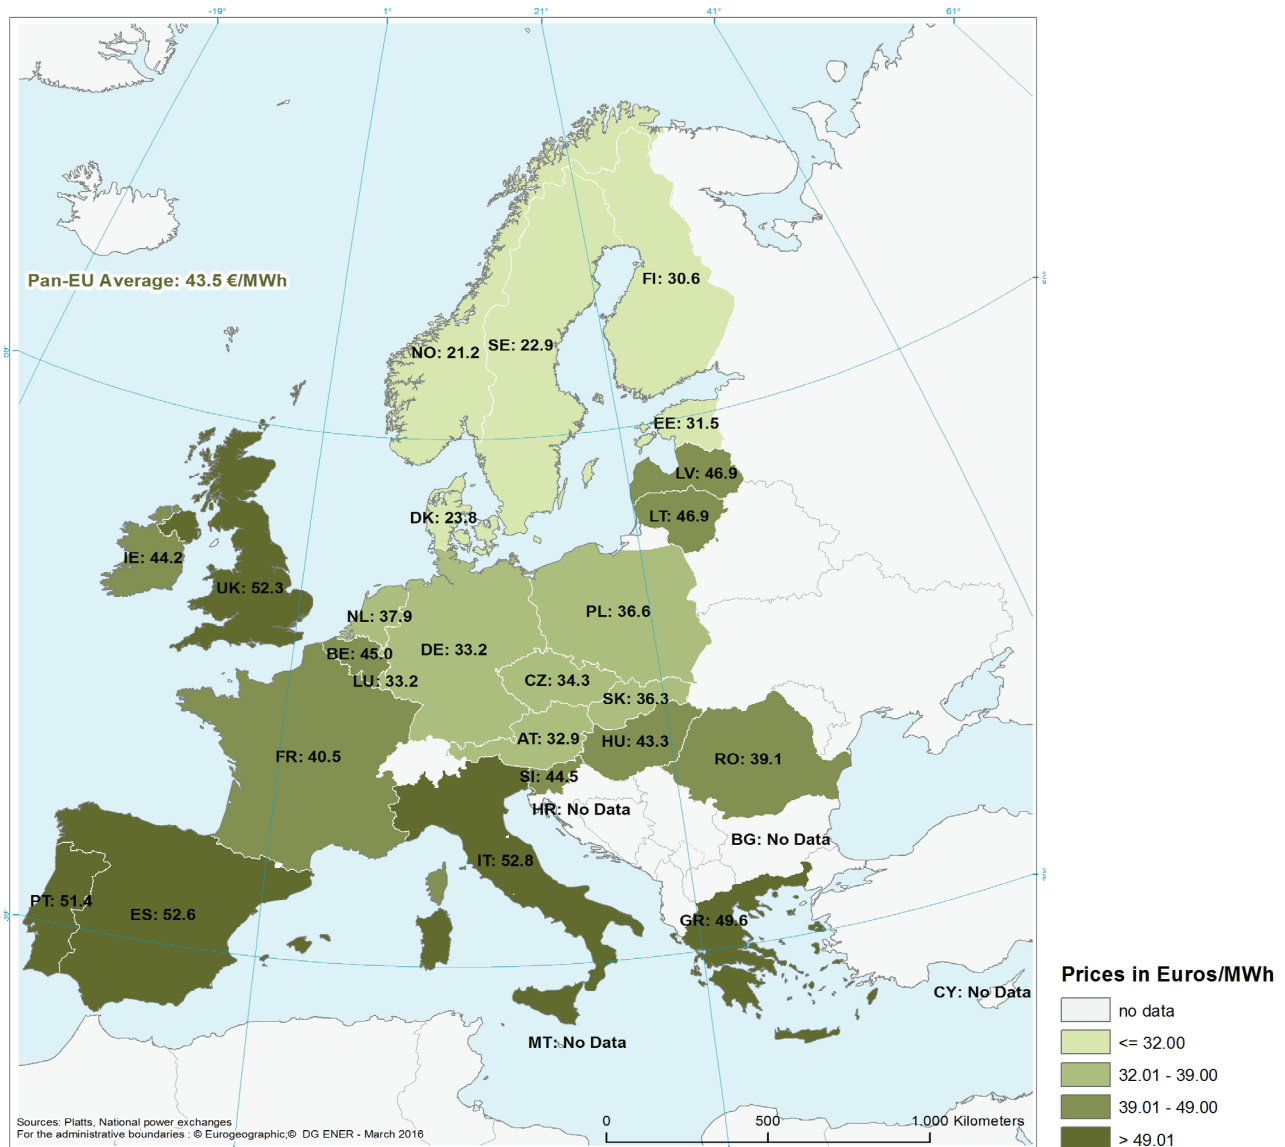 -19°
1°
21°
41°
61°
Pan-EU Average: 43.5 €/MWh
FI: 30.6
NO: 21.2
SE: 22.9
EE: 31.5
LV: 46.9
LT: 46.9
DK: 23.8
IE: 44.2
UK: 52.3
NL: 37.9
PL: 36.6
BE: 45.0
DE: 33.2
LU: 33.2
CZ: 34.3
SK: 36.3
AT: 32.9
HU: 43.3
FR: 40.5
RO: 39.1
SI: 44.5
HR: No Data
BG: No Data
IT: 52.8
PT: 51.4
ES: 52.6
GR: 49.6
CY: No Data
MT: No Data
Prices in Euros/MWh
no data
<= 32.00
32.01 - 39.00
39.01 - 49.00
> 49.01
0 500 1.000 Kilometers
Sources: Platts, National power exchanges
For the administrative boundaries : © Eurogeographic;© DG ENER - March 2016